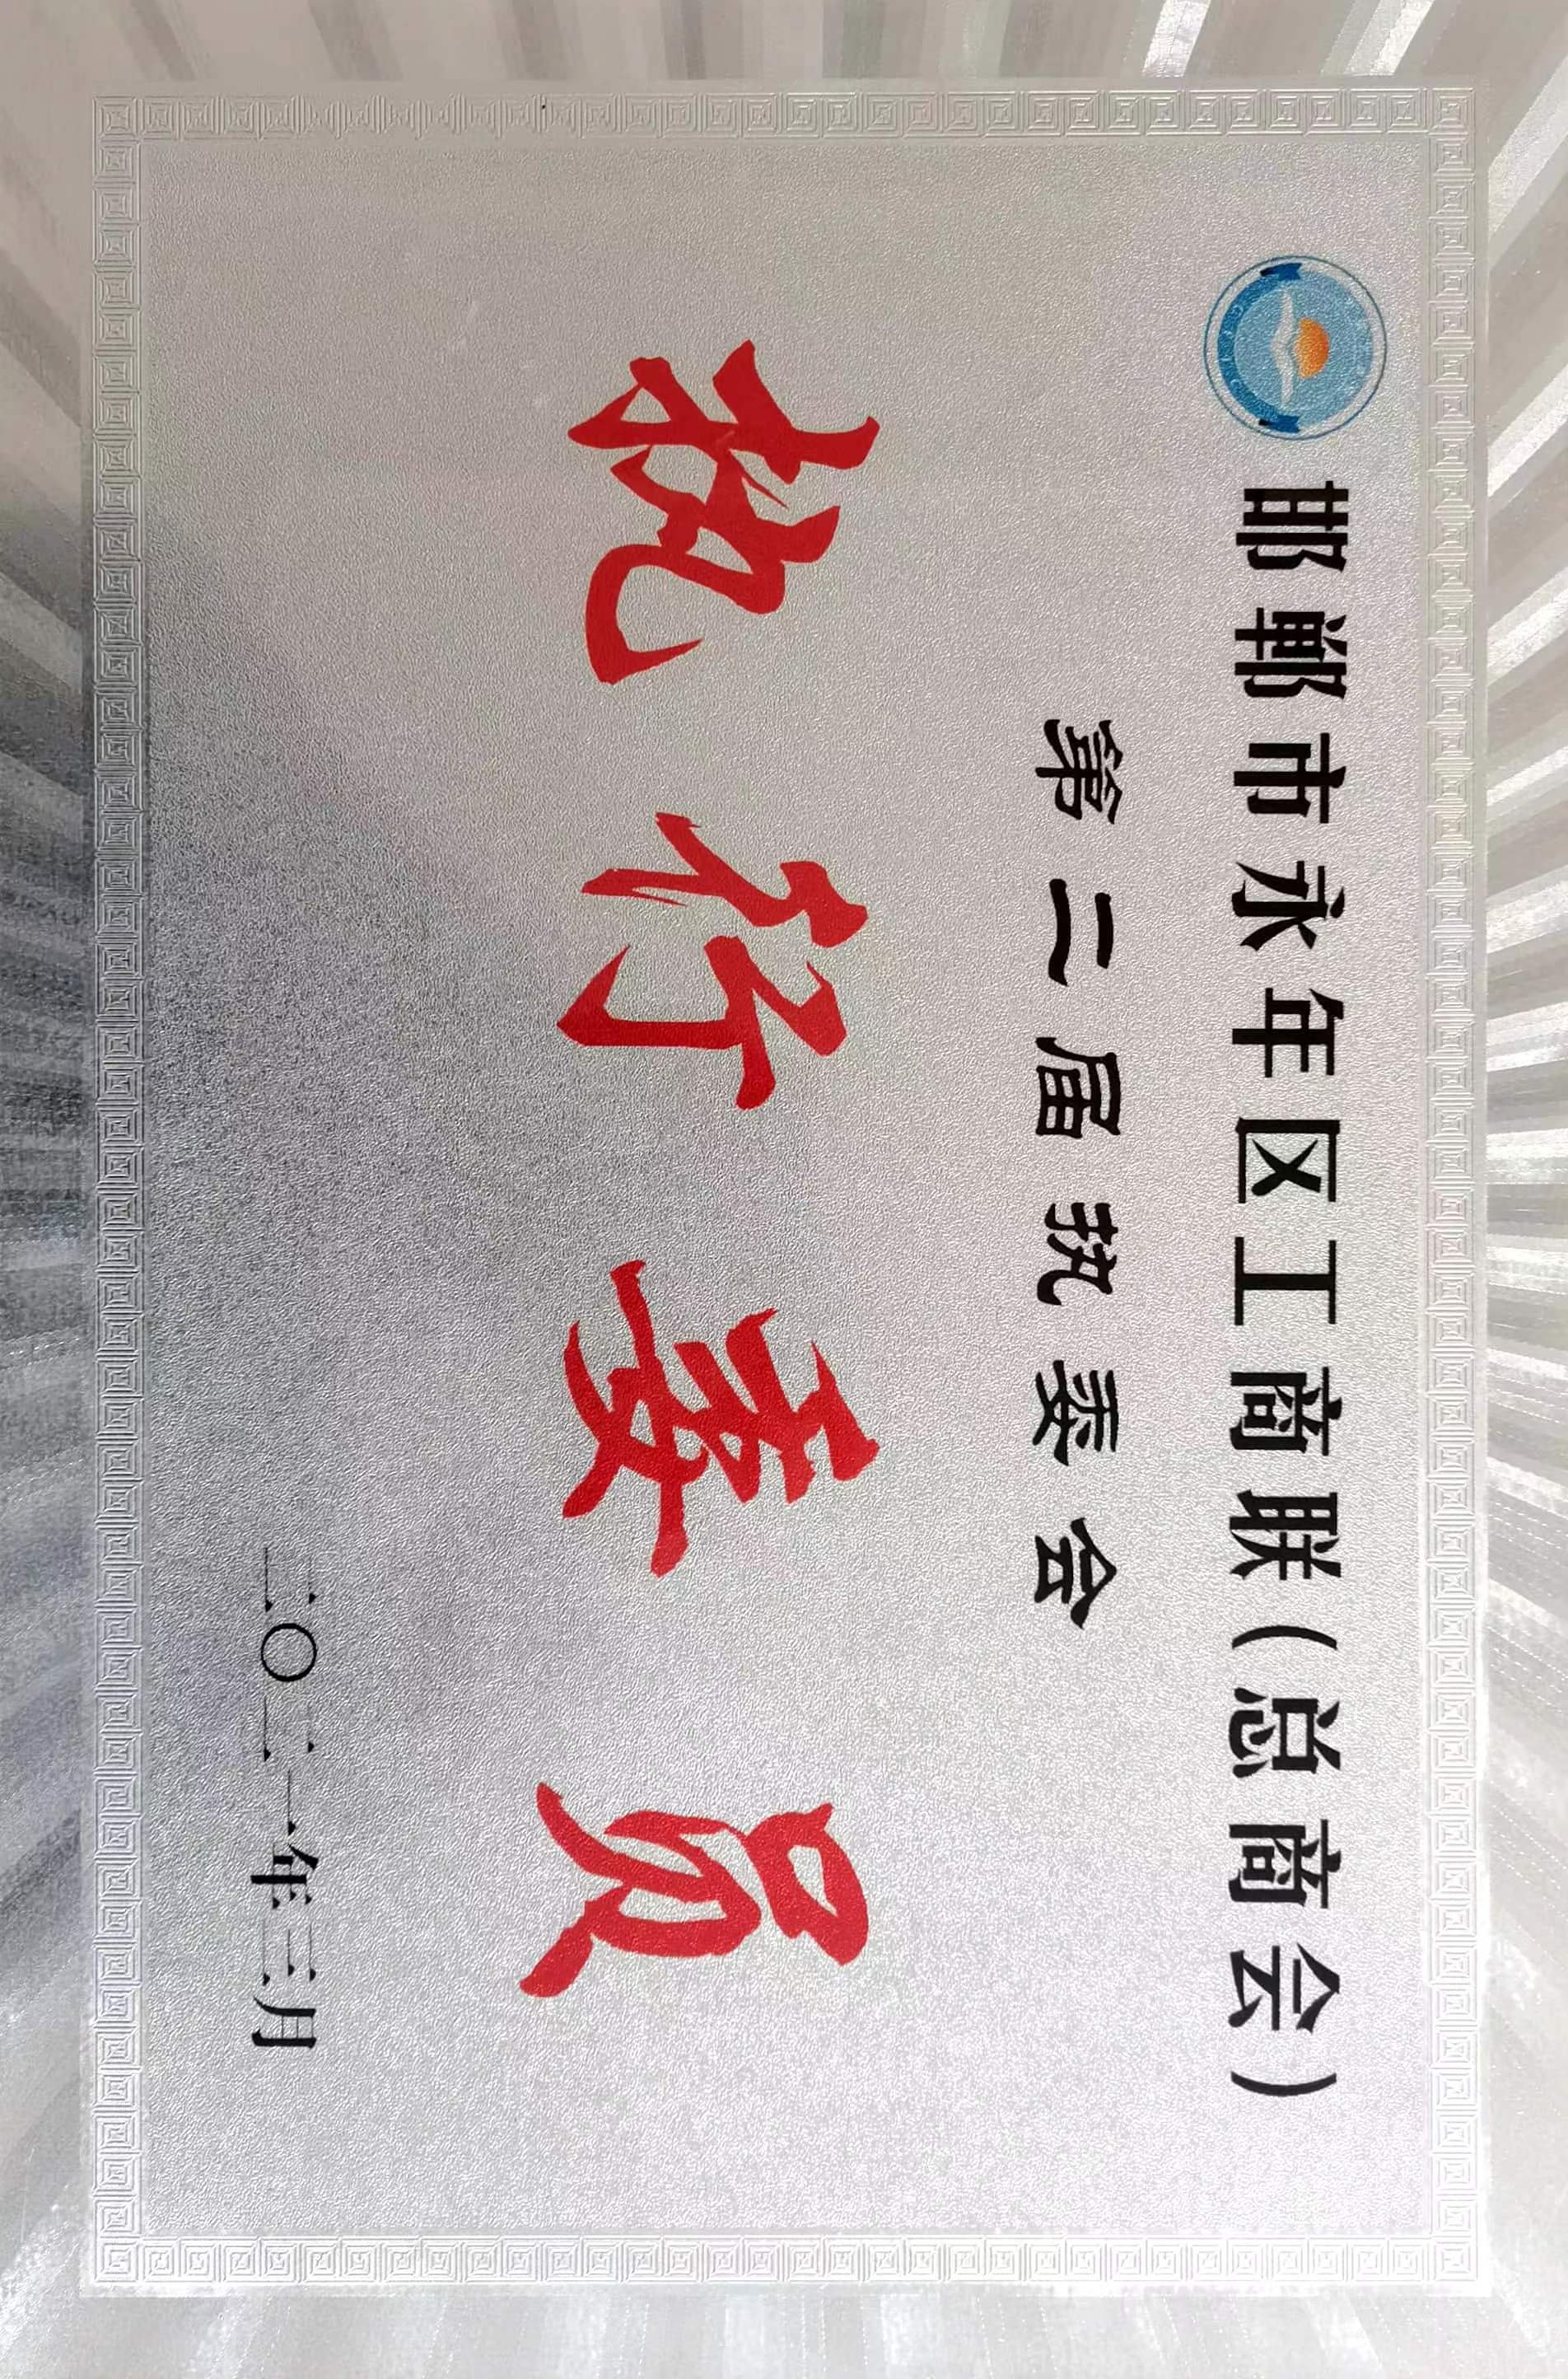 邯郸市永年区工商联(总商会)
第二届执委会
执行委员
二〇二一年三月